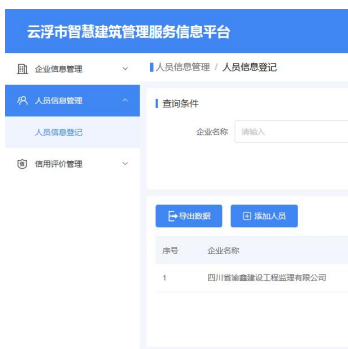 云浮市智慧建筑管理服务信息平台
企业信息管理
人员信息管理 / 人员信息登记
人员信息管理
查询条件
人员信息登记
企业名称 请输入
信用评价管理
导出数据 添加人员
序号 企业名称
1 四川省渝鑫建设工程监理有限公司